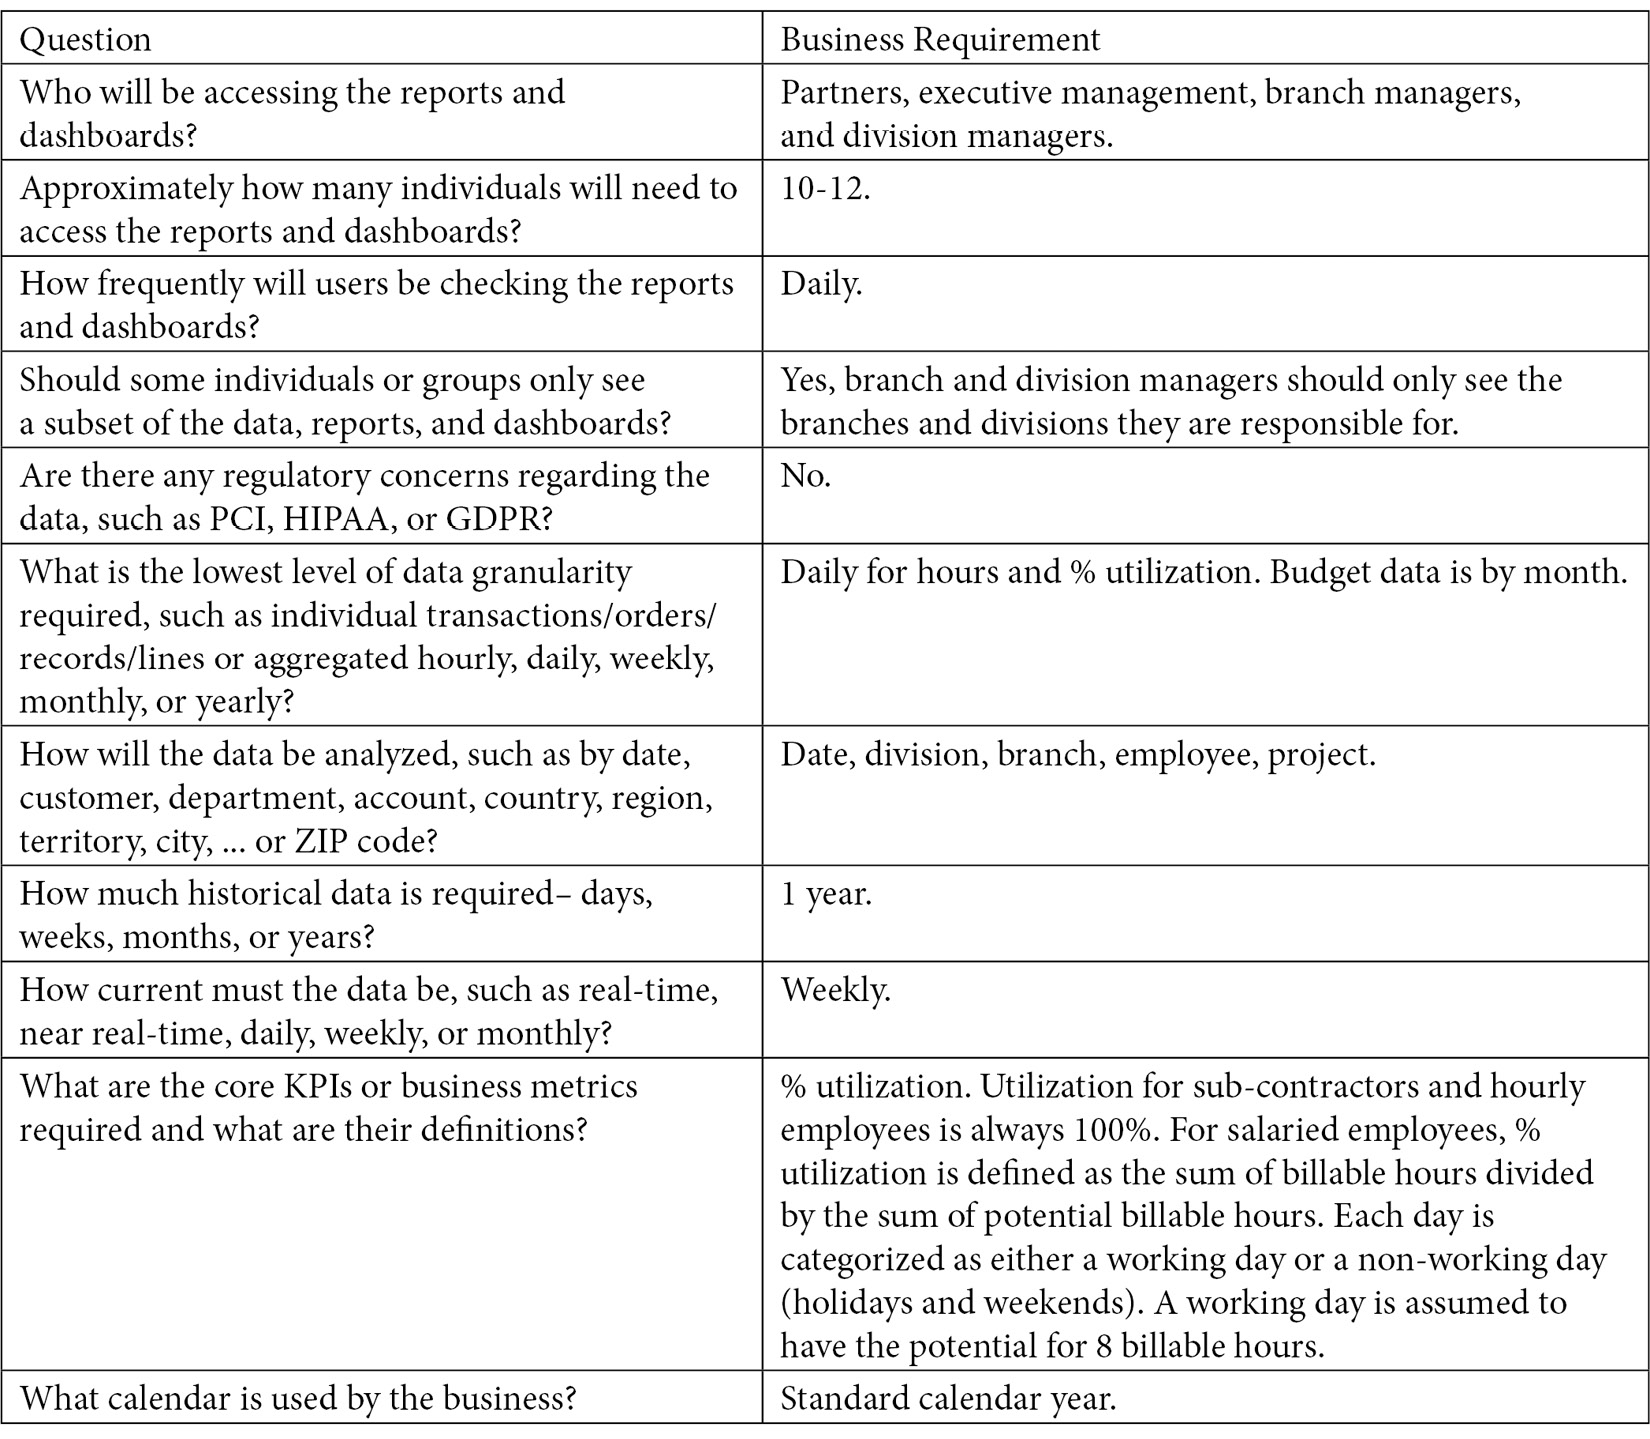 Question
Business Requirement
Who will be accessing the reports and
dashboards?
Partners, executive management, branch managers,
and division managers.
Approximately how many individuals will need to
access the reports and dashboards?
10-12.
How frequently will users be checking the reports
and dashboards?
Daily.
Should some individuals or groups only see
a subset of the data, reports, and dashboards?
Yes, branch and division managers should only see the
branches and divisions they are responsible for.
Are there any regulatory concerns regarding the
data, such as PCI, HIPAA, or GDPR?
No.
What is the lowest level of data granularity
required, such as individual transactions/orders/
records/lines or aggregated hourly, daily, weekly,
monthly, or yearly?
Daily for hours and % utilization. Budget data is by month.
How will the data be analyzed, such as by date,
customer, department, account, country, region,
territory, city, ... or ZIP code?
Date, division, branch, employee, project.
How much historical data is required– days,
weeks, months, or years?
1 year.
How current must the data be, such as real-time,
near real-time, daily, weekly, or monthly?
Weekly.
What are the core KPIs or business metrics
required and what are their definitions?
% utilization. Utilization for sub-contractors and hourly
employees is always 100%. For salaried employees, %
utilization is defined as the sum of billable hours divided
by the sum of potential billable hours. Each day is
categorized as either a working day or a non-working day
(holidays and weekends). A working day is assumed to
have the potential for 8 billable hours.
What calendar is used by the business?
Standard calendar year.